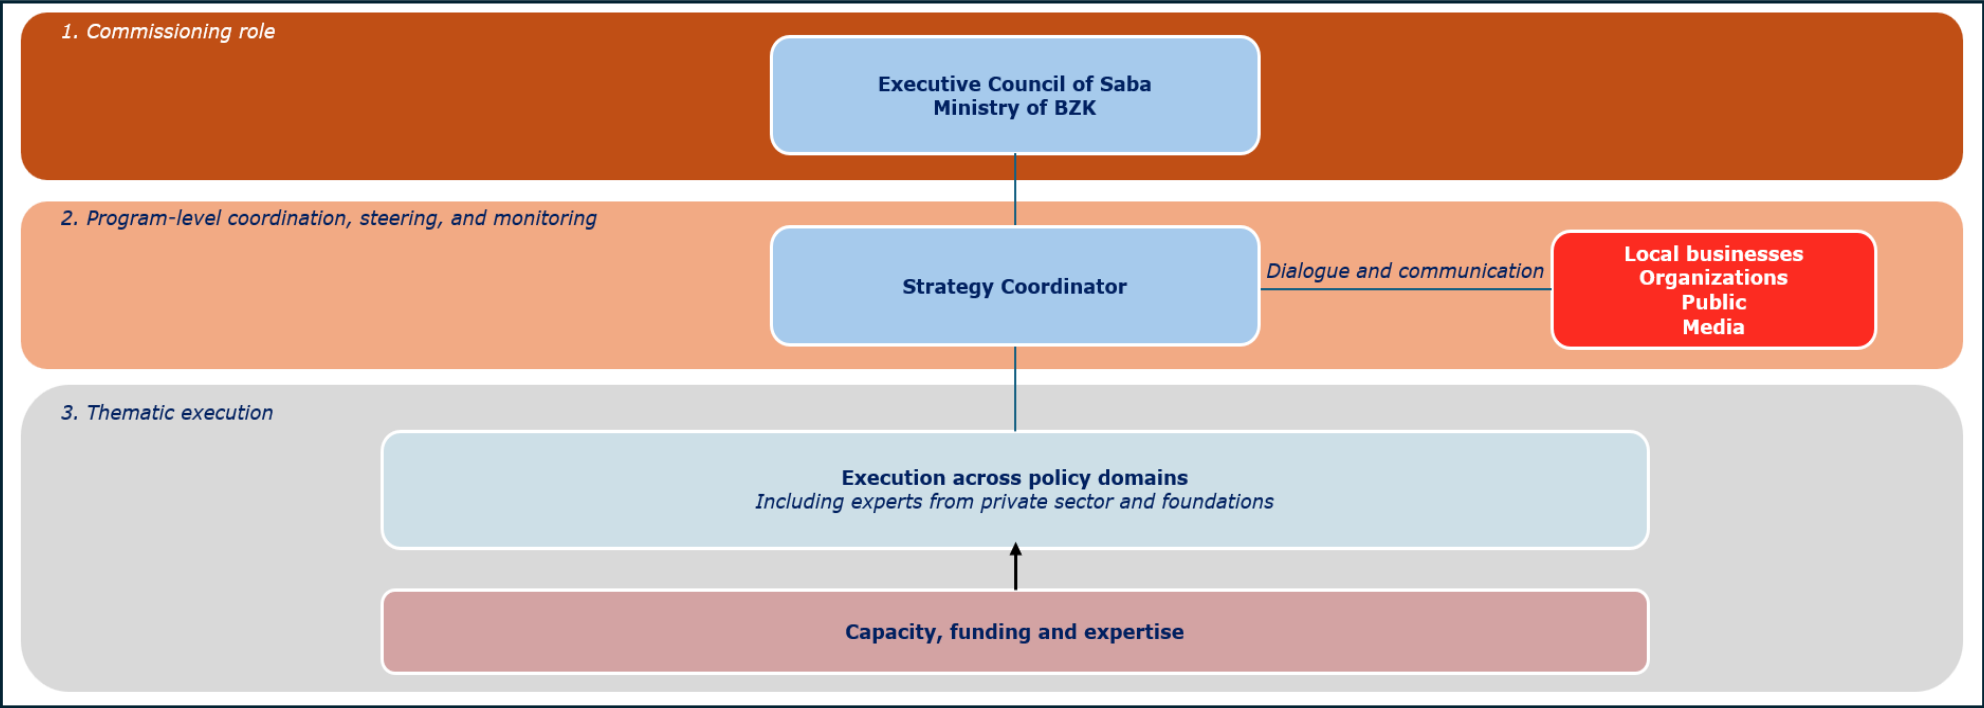 1. Commissioning role
Executive Council of Saba
Ministry of BZK
2. Program-level coordination, steering, and monitoring
Strategy Coordinator
Dialogue and communication
Local businesses
Organizations
Public
Media
3. Thematic execution
Execution across policy domains
Including experts from private sector and foundations
Capacity, funding and expertise